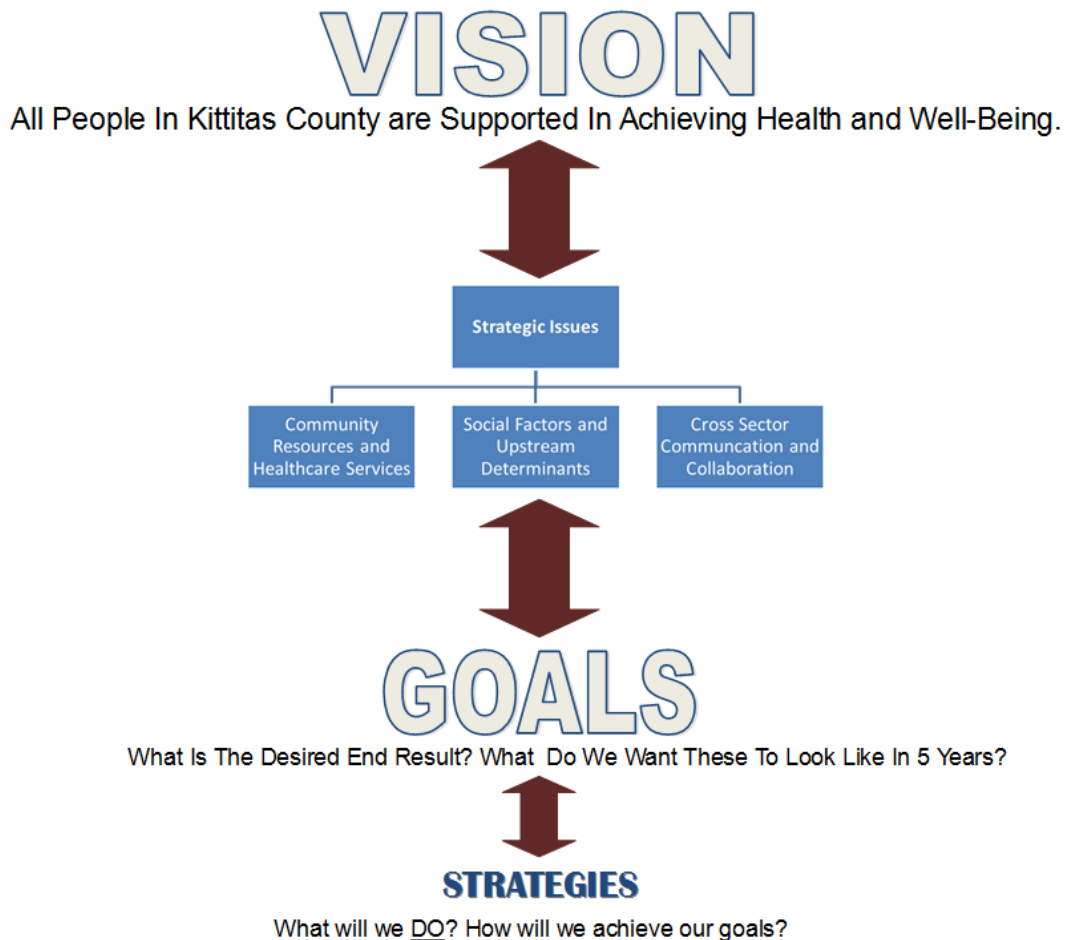 VISION
All People In Kittitas County are Supported In Achieving Health and Well-Being.
Strategic Issues
Community
Resources and
Healthcare Services
Social Factors and
Upstream
Determinants
Cross Sector
Communcation and
Collaboration
GOALS
What Is The Desired End Result? What Do We Want These To Look Like In 5 Years?
STRATEGIES
What will we DO? How will we achieve our goals?